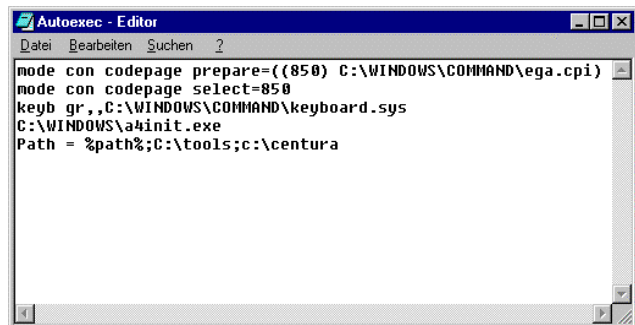 Autoexec - Editor
Datei Bearbeiten Suchen ?
mode con codepage prepare=((850) C:\WINDOWS\COMMAND\ega.cpi)
mode con codepage select=850
keyb gr,,C:\WINDOWS\COMMAND\keyboard.sys
C:\WINDOWS\a4init.exe
Path = %path%;C:\tools;c:\centura